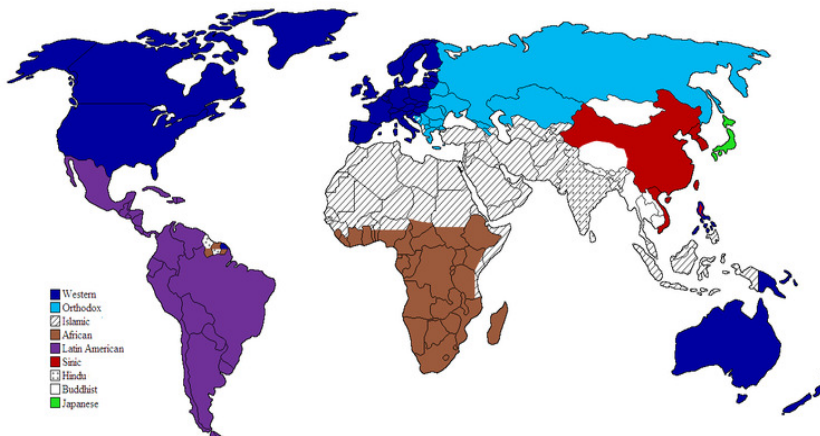 Western
Orthodox
Islamic
African
Latin American
Sinic
Hindu
Buddhist
Japanese